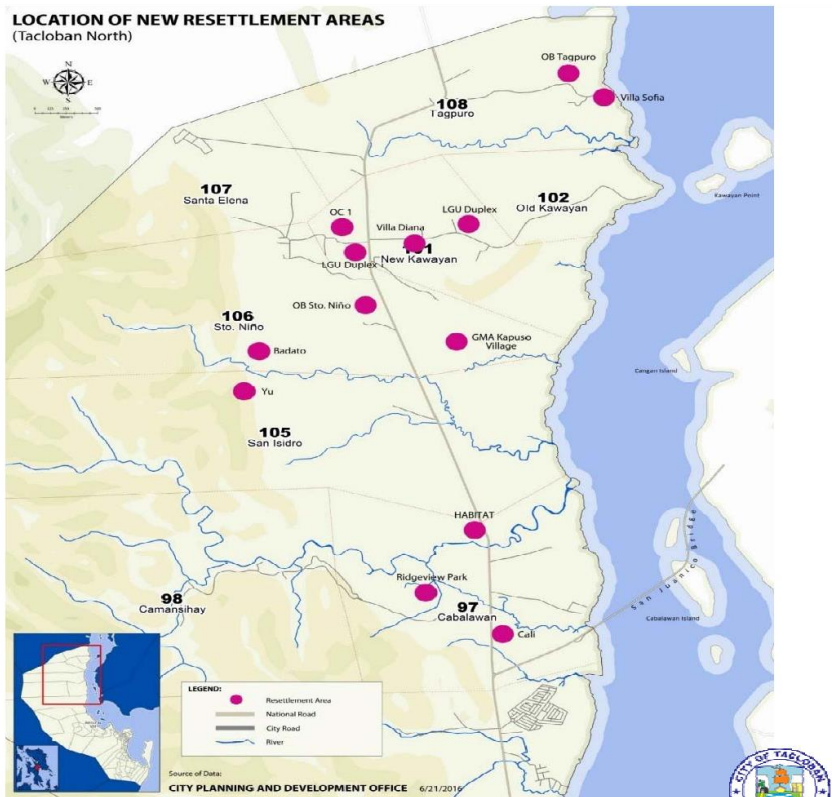 LOCATION OF NEW RESETTLEMENT AREAS
(Tacloban North)
N
W
E
S
OB Tagpuro
Villa Sofia
108
Tagpuro
107
Santa Elena
102
Old Kawayan
Kawayan Point
OC 1
Villa Diana
LGU Duplex
101
New Kawayan
LGU Duplex
OB Sto. Niño
106
Sto. Niño
Badato
GMA Kapuso
Village
Cangan Island
Yu
105
San Isidro
HABITAT
San Juanico Bridge
Ridgeview Park
98
Camansihay
97
Cabalawan
Cabalawan Island
Cali
LEGEND:
Resettlement Area
National Road
City Road
River
Source of Data:
CITY PLANNING AND DEVELOPMENT OFFICE 6/21/2016
CITY OF TACLOBAN